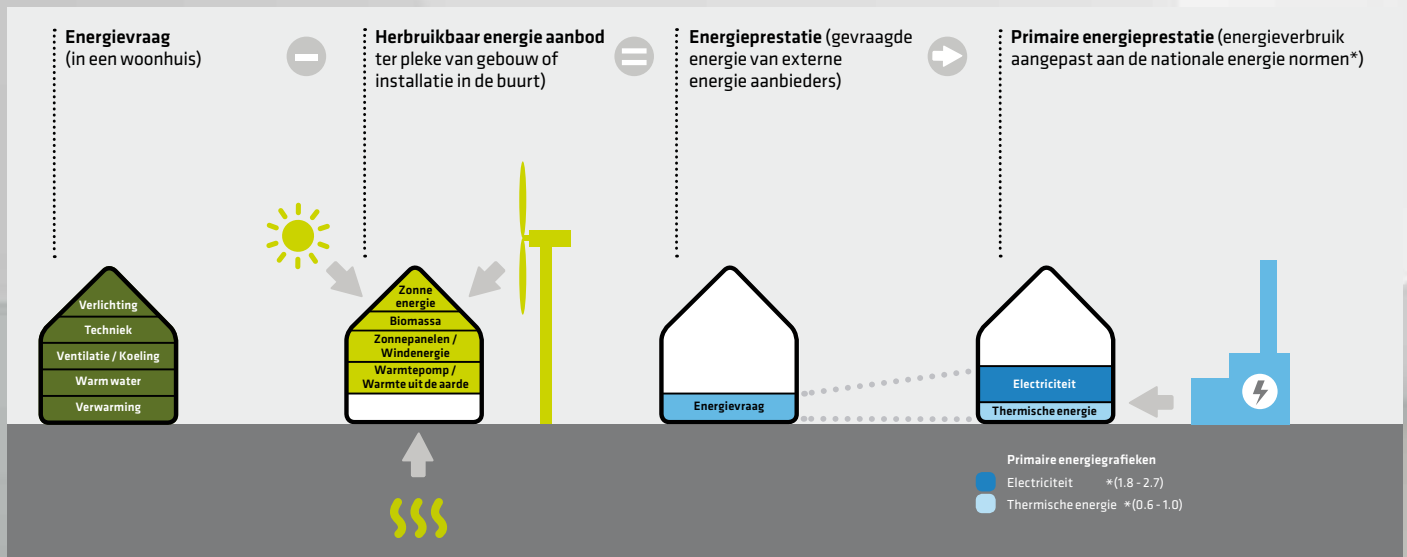 Energievraag
(in een woonhuis)
Herbruikbaar energie aanbod
ter pleke van gebouw of
installatie in de buurt)
Energieprestatie (gevraagde
energie van externe
energie aanbieders)
Primaire energieprestatie (energieverbruik
aangepast aan de nationale energie normen*)
Verlichting
Techniek
Ventilatie / Koeling
Warm water
Verwarming
Zonne
energie
Biomassa
Zonnepanelen /
Windenergie
Warmtepomp /
Warmte uit de aarde
Energievraag
Electriciteit
Thermische energie
Primaire energiegrafieken
Electriciteit *(1.8 - 2.7)
Thermische energie *(0.6 - 1.0)